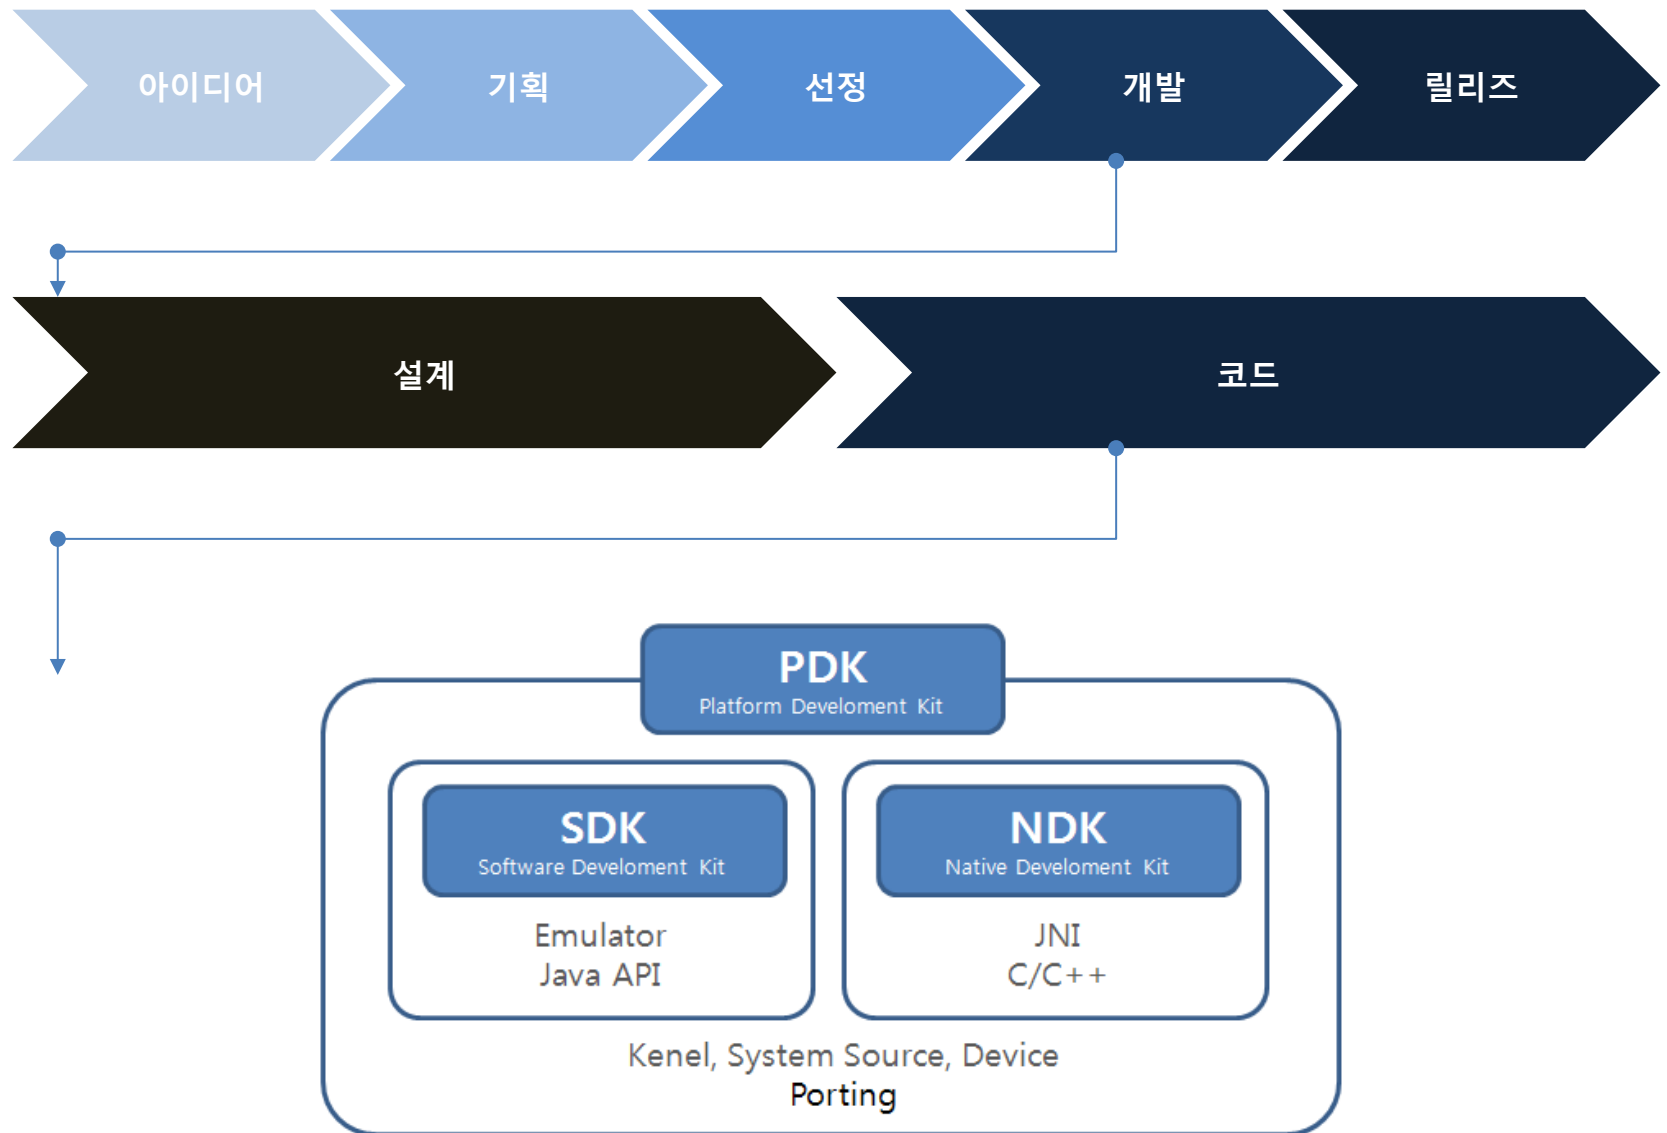 아이디어
기획
선정
개발
릴리즈
설계
코드
PDK
Platform Develoment Kit
SDK
Software Develoment Kit
Emulator
Java API
NDK
Native Develoment Kit
JNI
C/C++
Kenel, System Source, Device
Porting